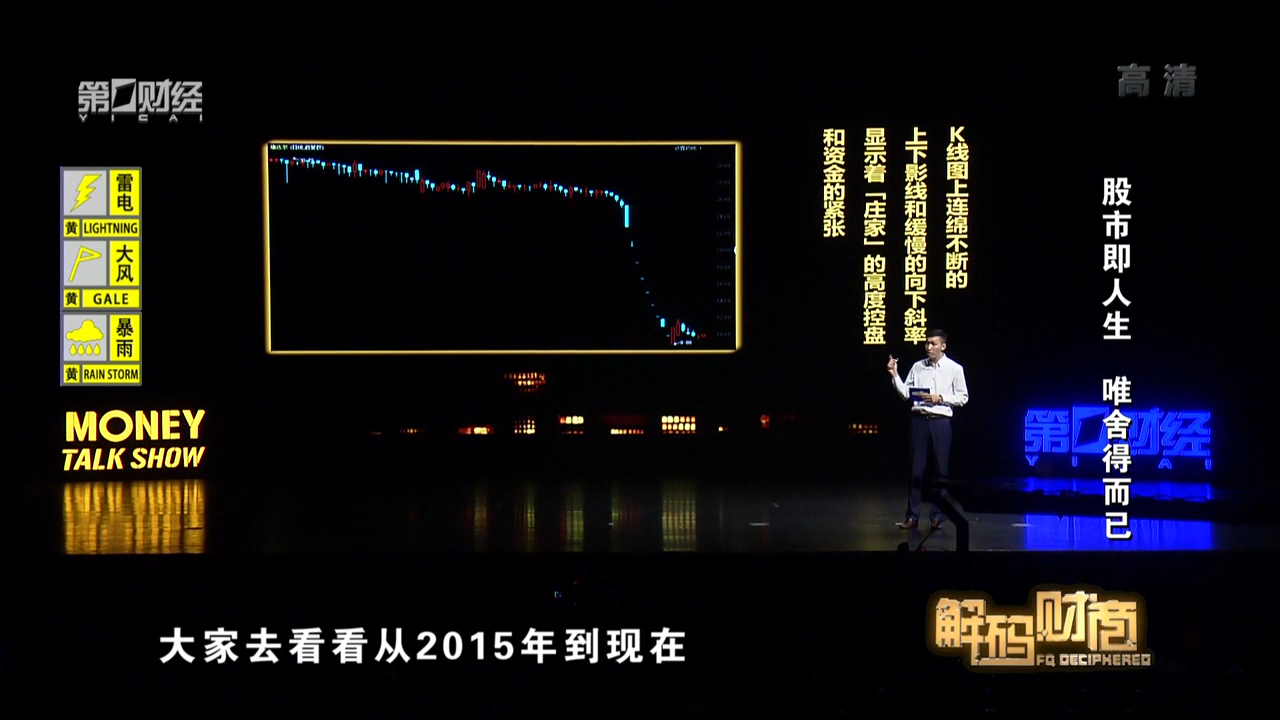 第一财经
YICAI
高清
雷电
黄 LIGHTNING
大风
黄 GALE
暴雨
黄 RAIN STORM
MONEY
TALK SHOW
K线图上连绵不断的
上下影线和缓慢的向下斜率
显示着「庄家」的高度控盘
和资金的紧张
股市即人生 唯舍得而已
第一财经
YICAI
大家去看看从2015年到现在
解码财商
FQ DECIPHERED